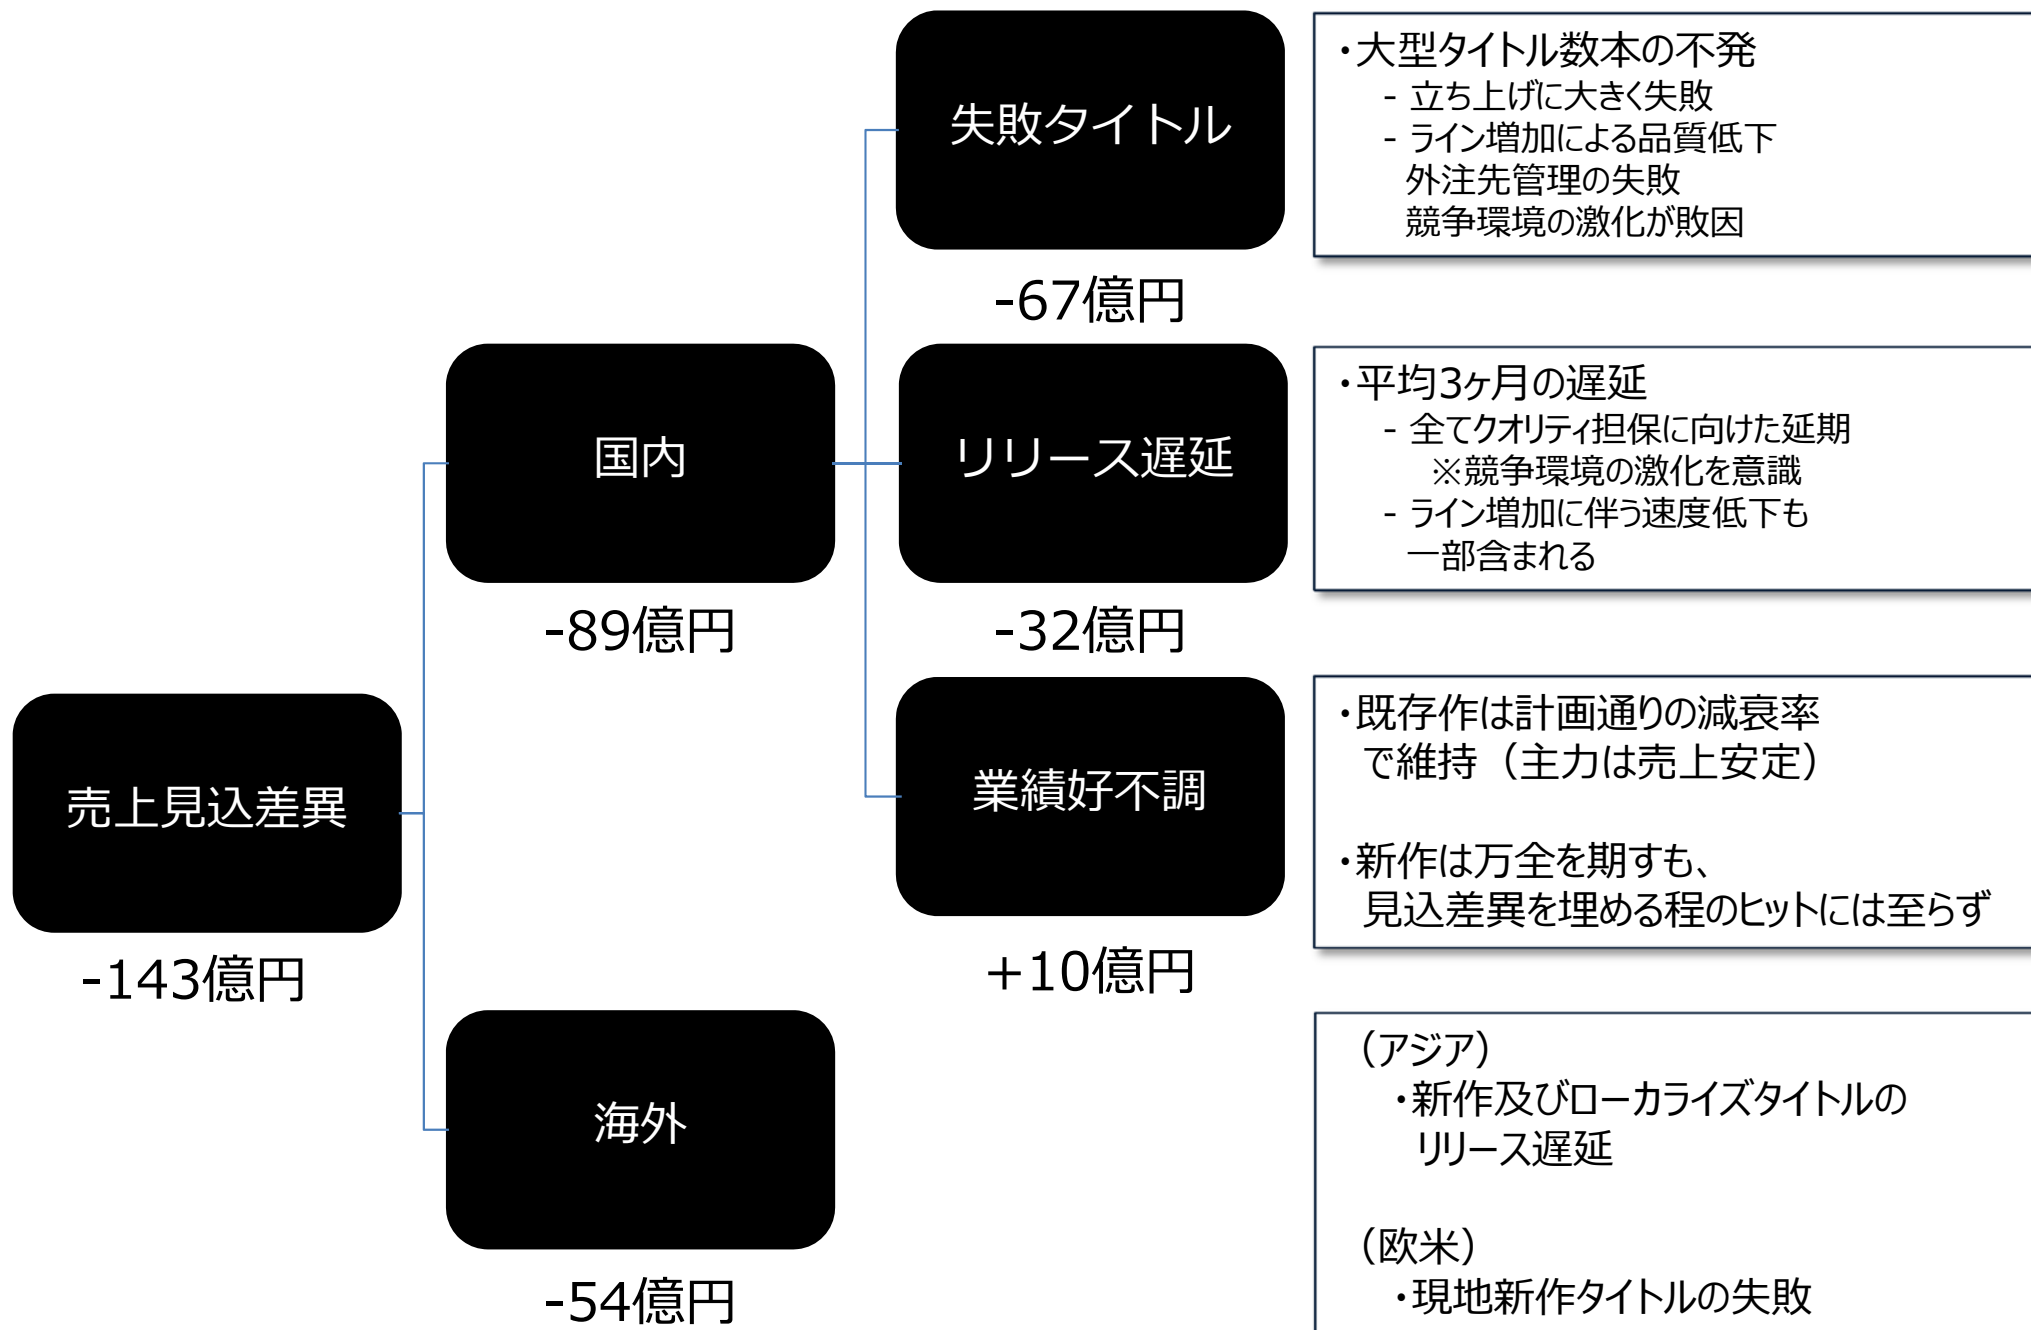 失敗タイトル
-67億円
・大型タイトル数本の不発
- 立ち上げに大きく失敗
- ライン増加による品質低下
外注先管理の失敗
競争環境の激化が敗因
国内
-89億円
リリース遅延
-32億円
・平均3ヶ月の遅延
- 全てクオリティ担保に向けた延期
※競争環境の激化を意識
- ライン増加に伴う速度低下も
一部含まれる
売上見込差異
-143億円
業績好不調
+10億円
・既存作は計画通りの減衰率
で維持（主力は売上安定）
・新作は万全を期すも、
見込差異を埋める程のヒットには至らず
海外
-54億円
（アジア）
・新作及びローカライズタイトルの
リリース遅延
（欧米）
・現地新作タイトルの失敗